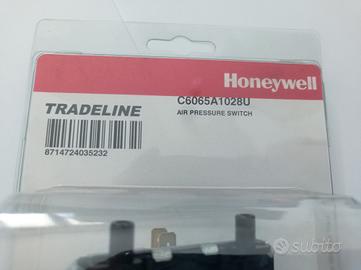 Honeywell
TRADELINE
C6065A1028U
AIR PRESSURE SWITCH
8714724035232
subito